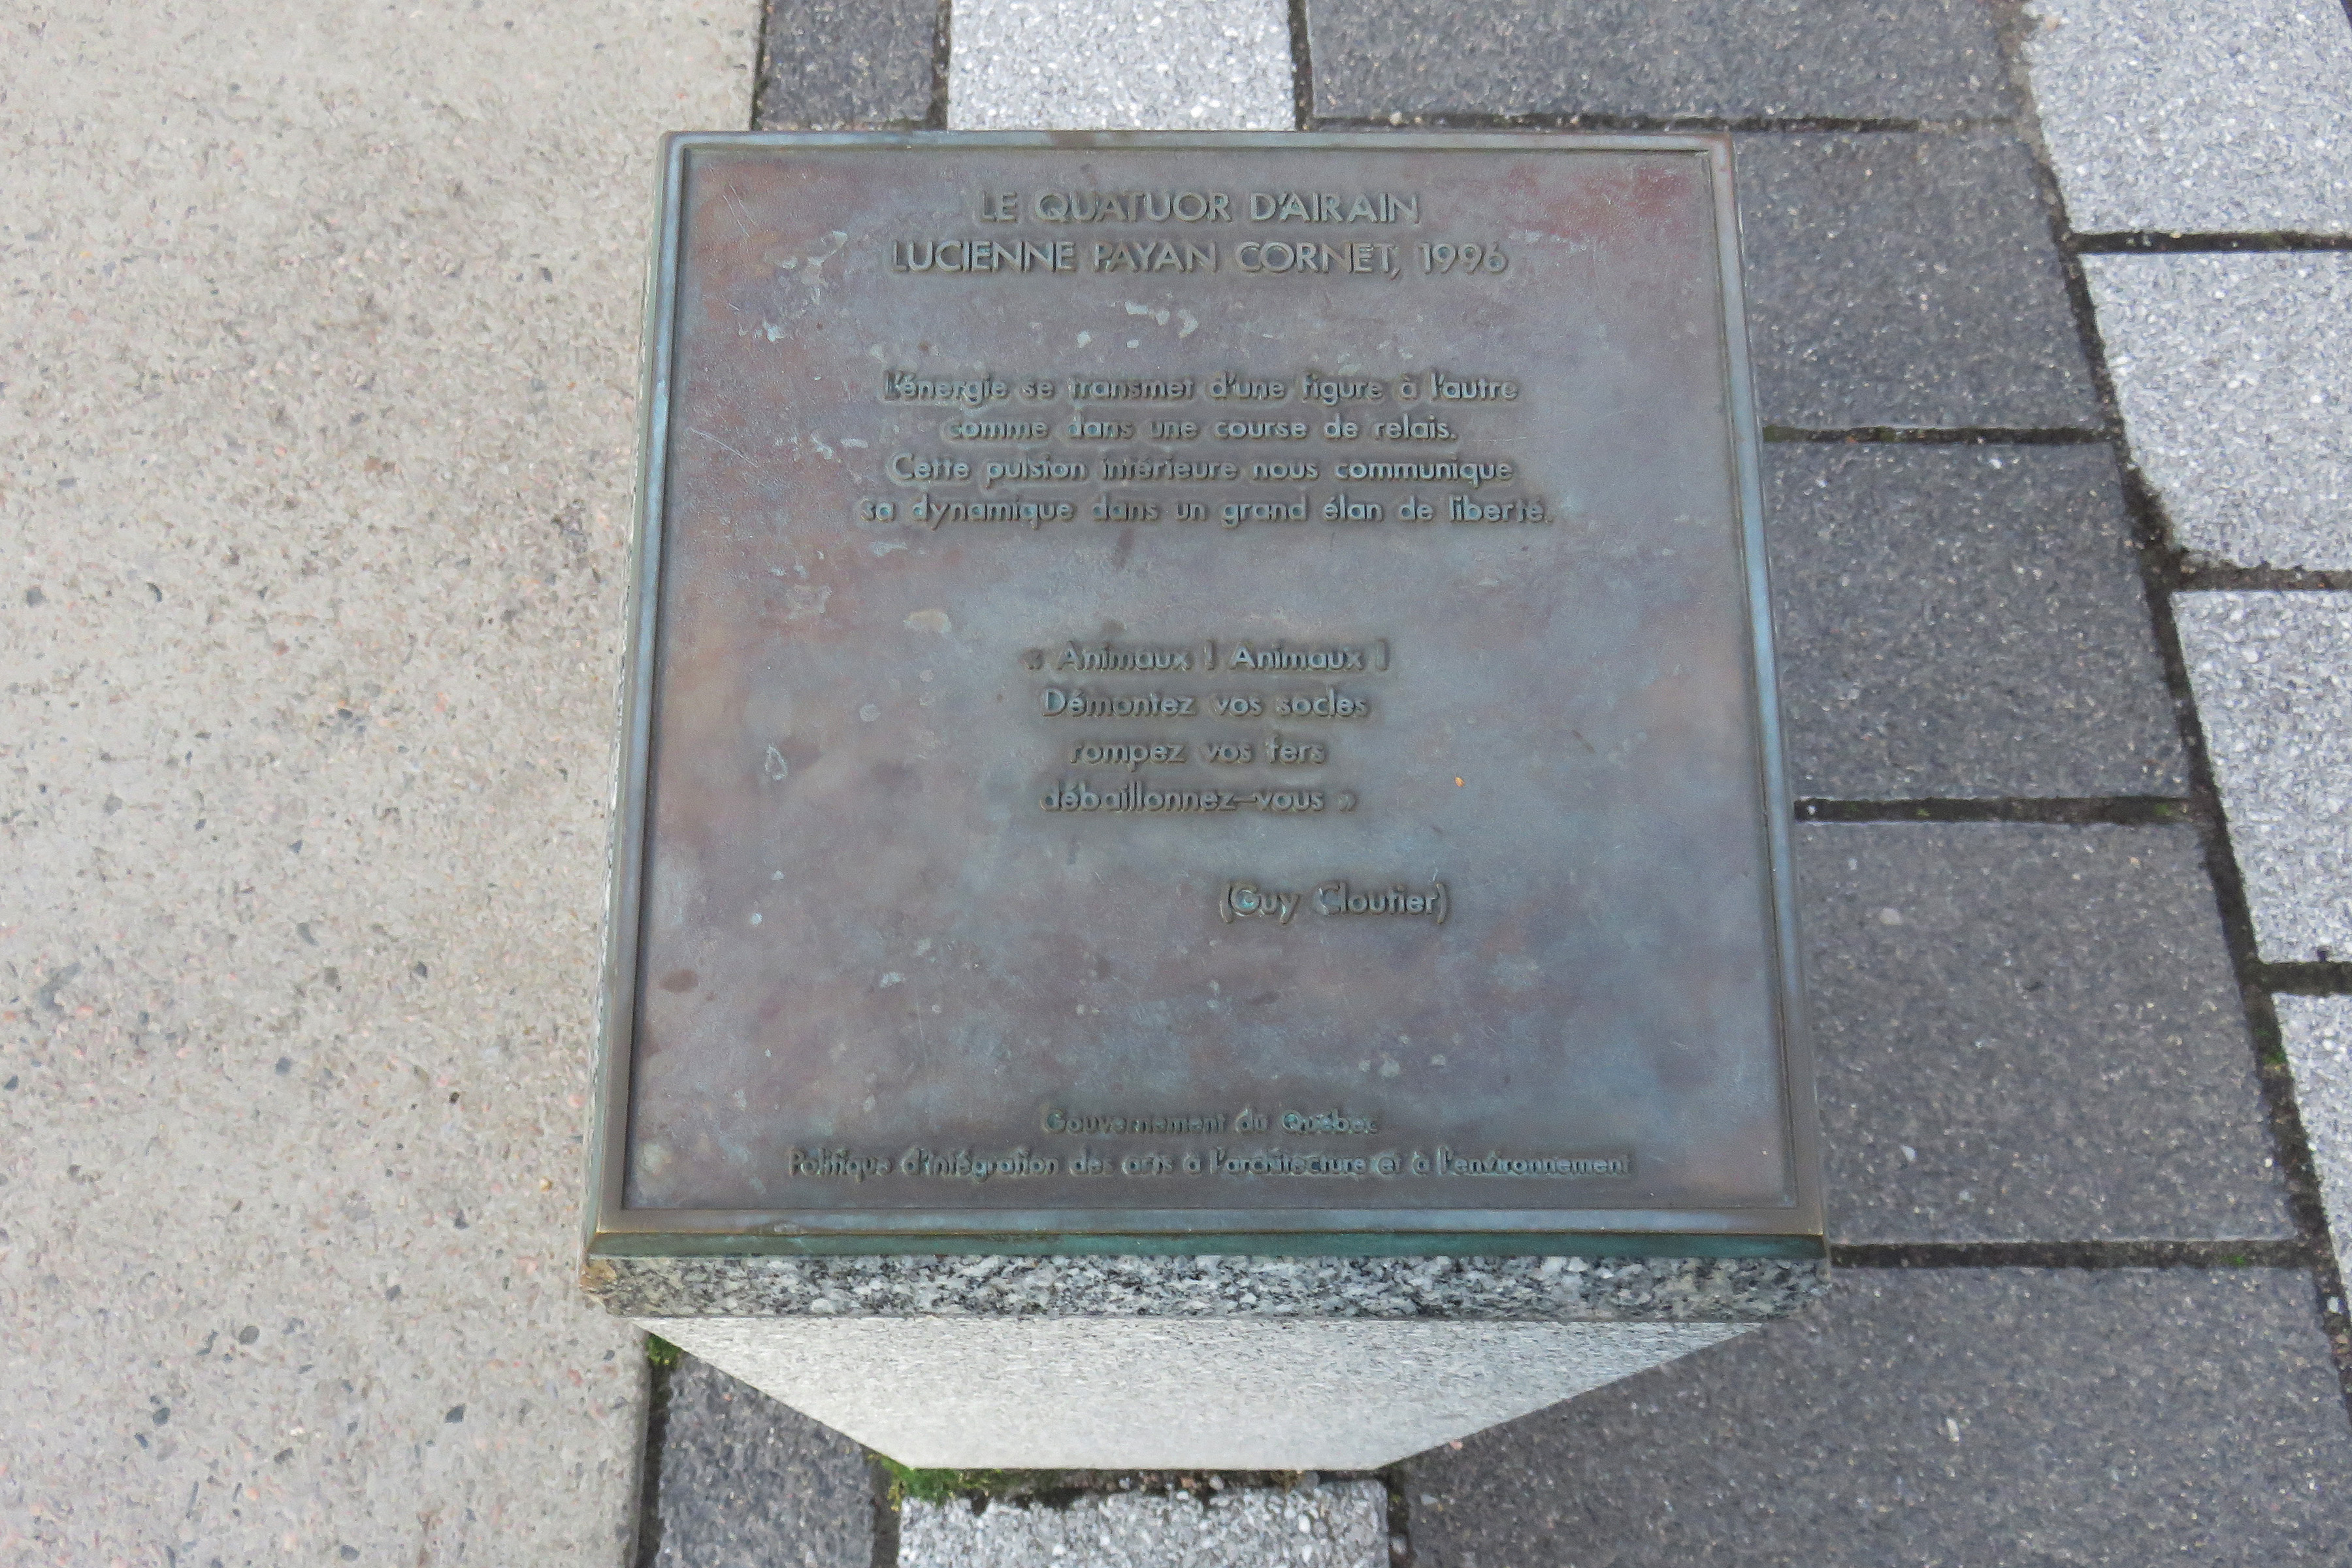 LE QUATUOR D'AIRAIN
LUCIENNE PAYAN CORNET, 1996
L'énergie se transmet d'une figure à l'autre
comme dans une course de relais.
Cette pulsion intérieure nous communique
sa dynamique dans un grand élan de liberté.
« Animaux ! Animaux !
Démontez vos socles
rompez vos fers
débaillonnez-vous »
(Guy Cloutier)
Gouvernement du Québec
Politique d'intégration des arts à l'architecture et à l'environnement